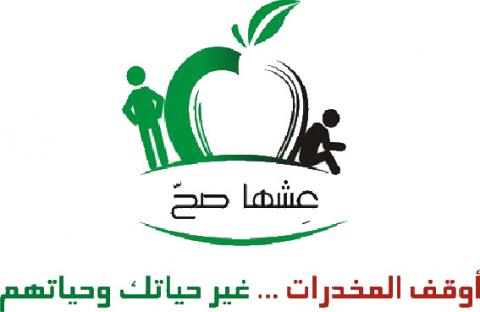 عِشها صحّ
أوقف المخدرات ... غير حياتك وحياتهم